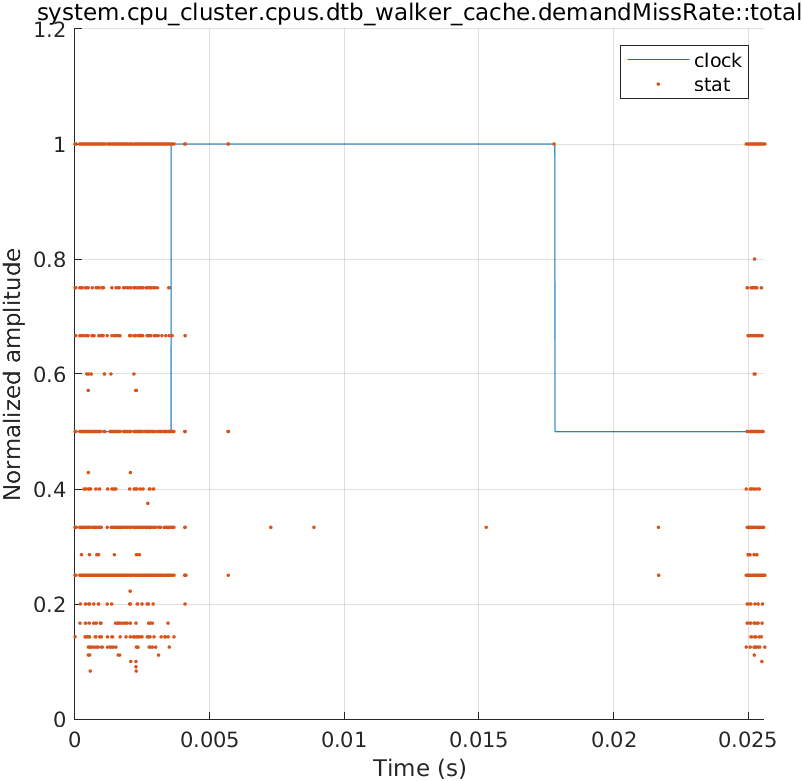 system.cpu_cluster.cpus.dtb_walker_cache.demandMissRate::total
1.2
clock
stat
1
0.8
0.6
0.4
0.2
0
Normalized amplitude
0 0.005 0.01 0.015 0.02 0.025
Time (s)